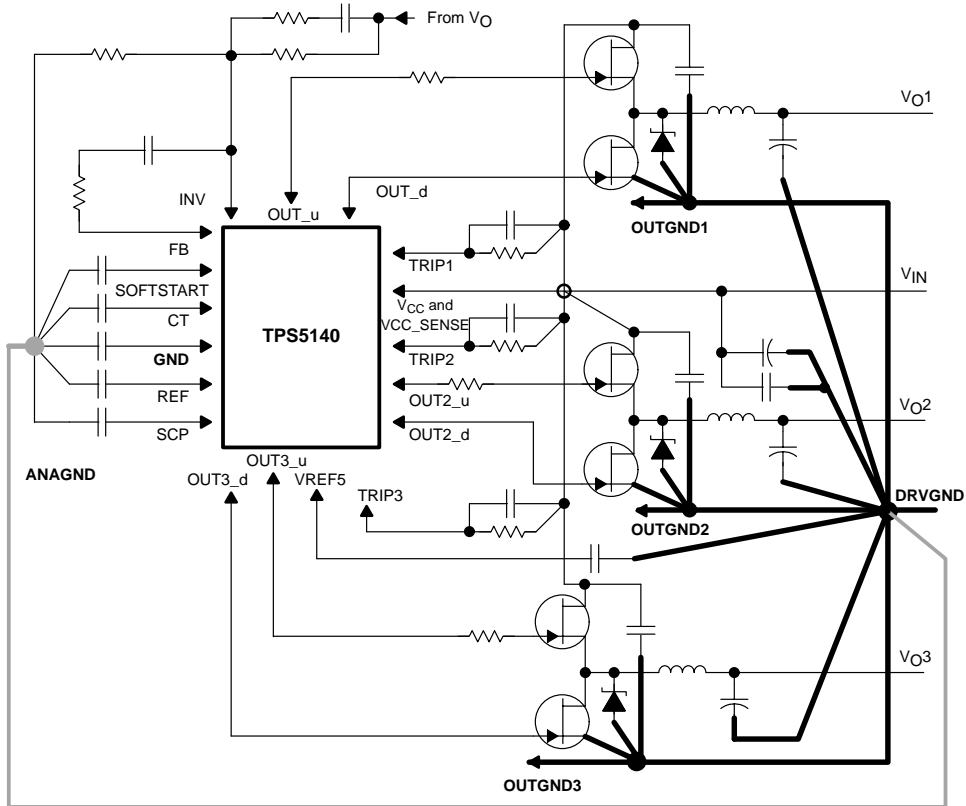 From VO
VO1
INV
OUT_d
OUT_u
OUTGND1
FB
TRIP1
VIN
SOFTSTART
VCC and
VCC_SENSE
CT
TPS5140
TRIP2
GND
REF
OUT2_u
VO2
SCP
OUT2_d
OUT3_u
ANAGND
OUT3_d
VREF5
TRIP3
DRVGND
OUTGND2
VO3
OUTGND3